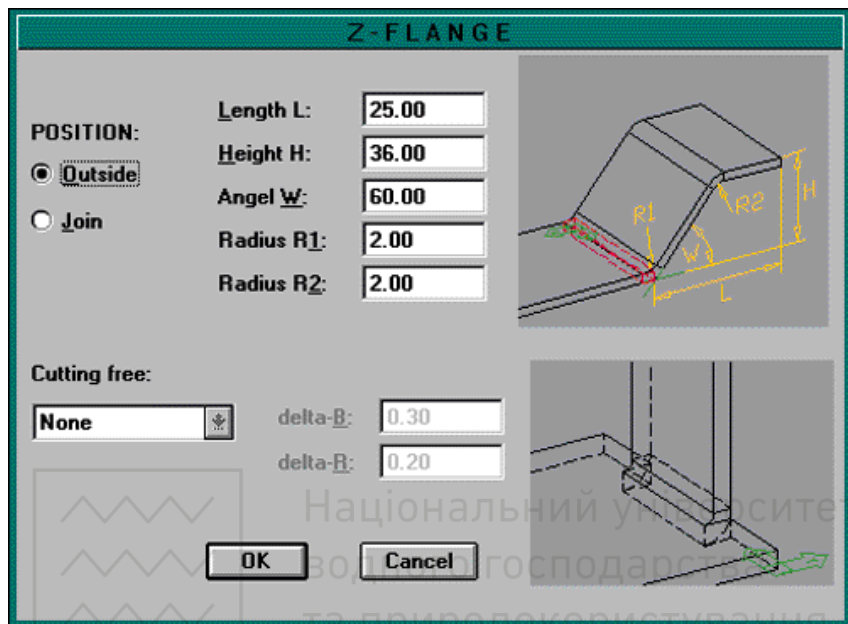 Z-FLANGE
POSITION:
Outside
Join
Length L: 25.00
Height H: 36.00
Angel W: 60.00
Radius R1: 2.00
Radius R2: 2.00
R1
R2
H
W
L
Cutting free:
None
delta-B: 0.30
delta-R: 0.20
OK
Cancel
Національний університе
водного господарства
та природокористування